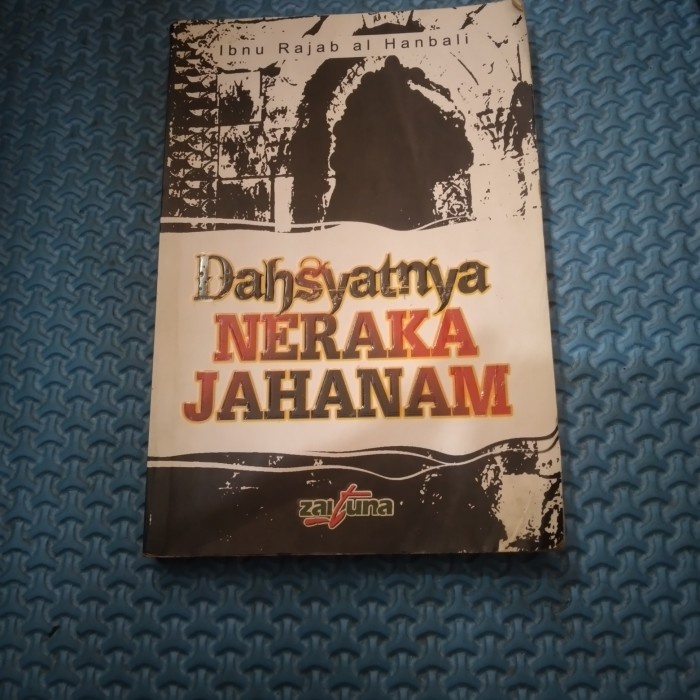 Ibnu Rajab al Hanbali
Dahsyatnya
NERAKA
JAHANAM
zaituna